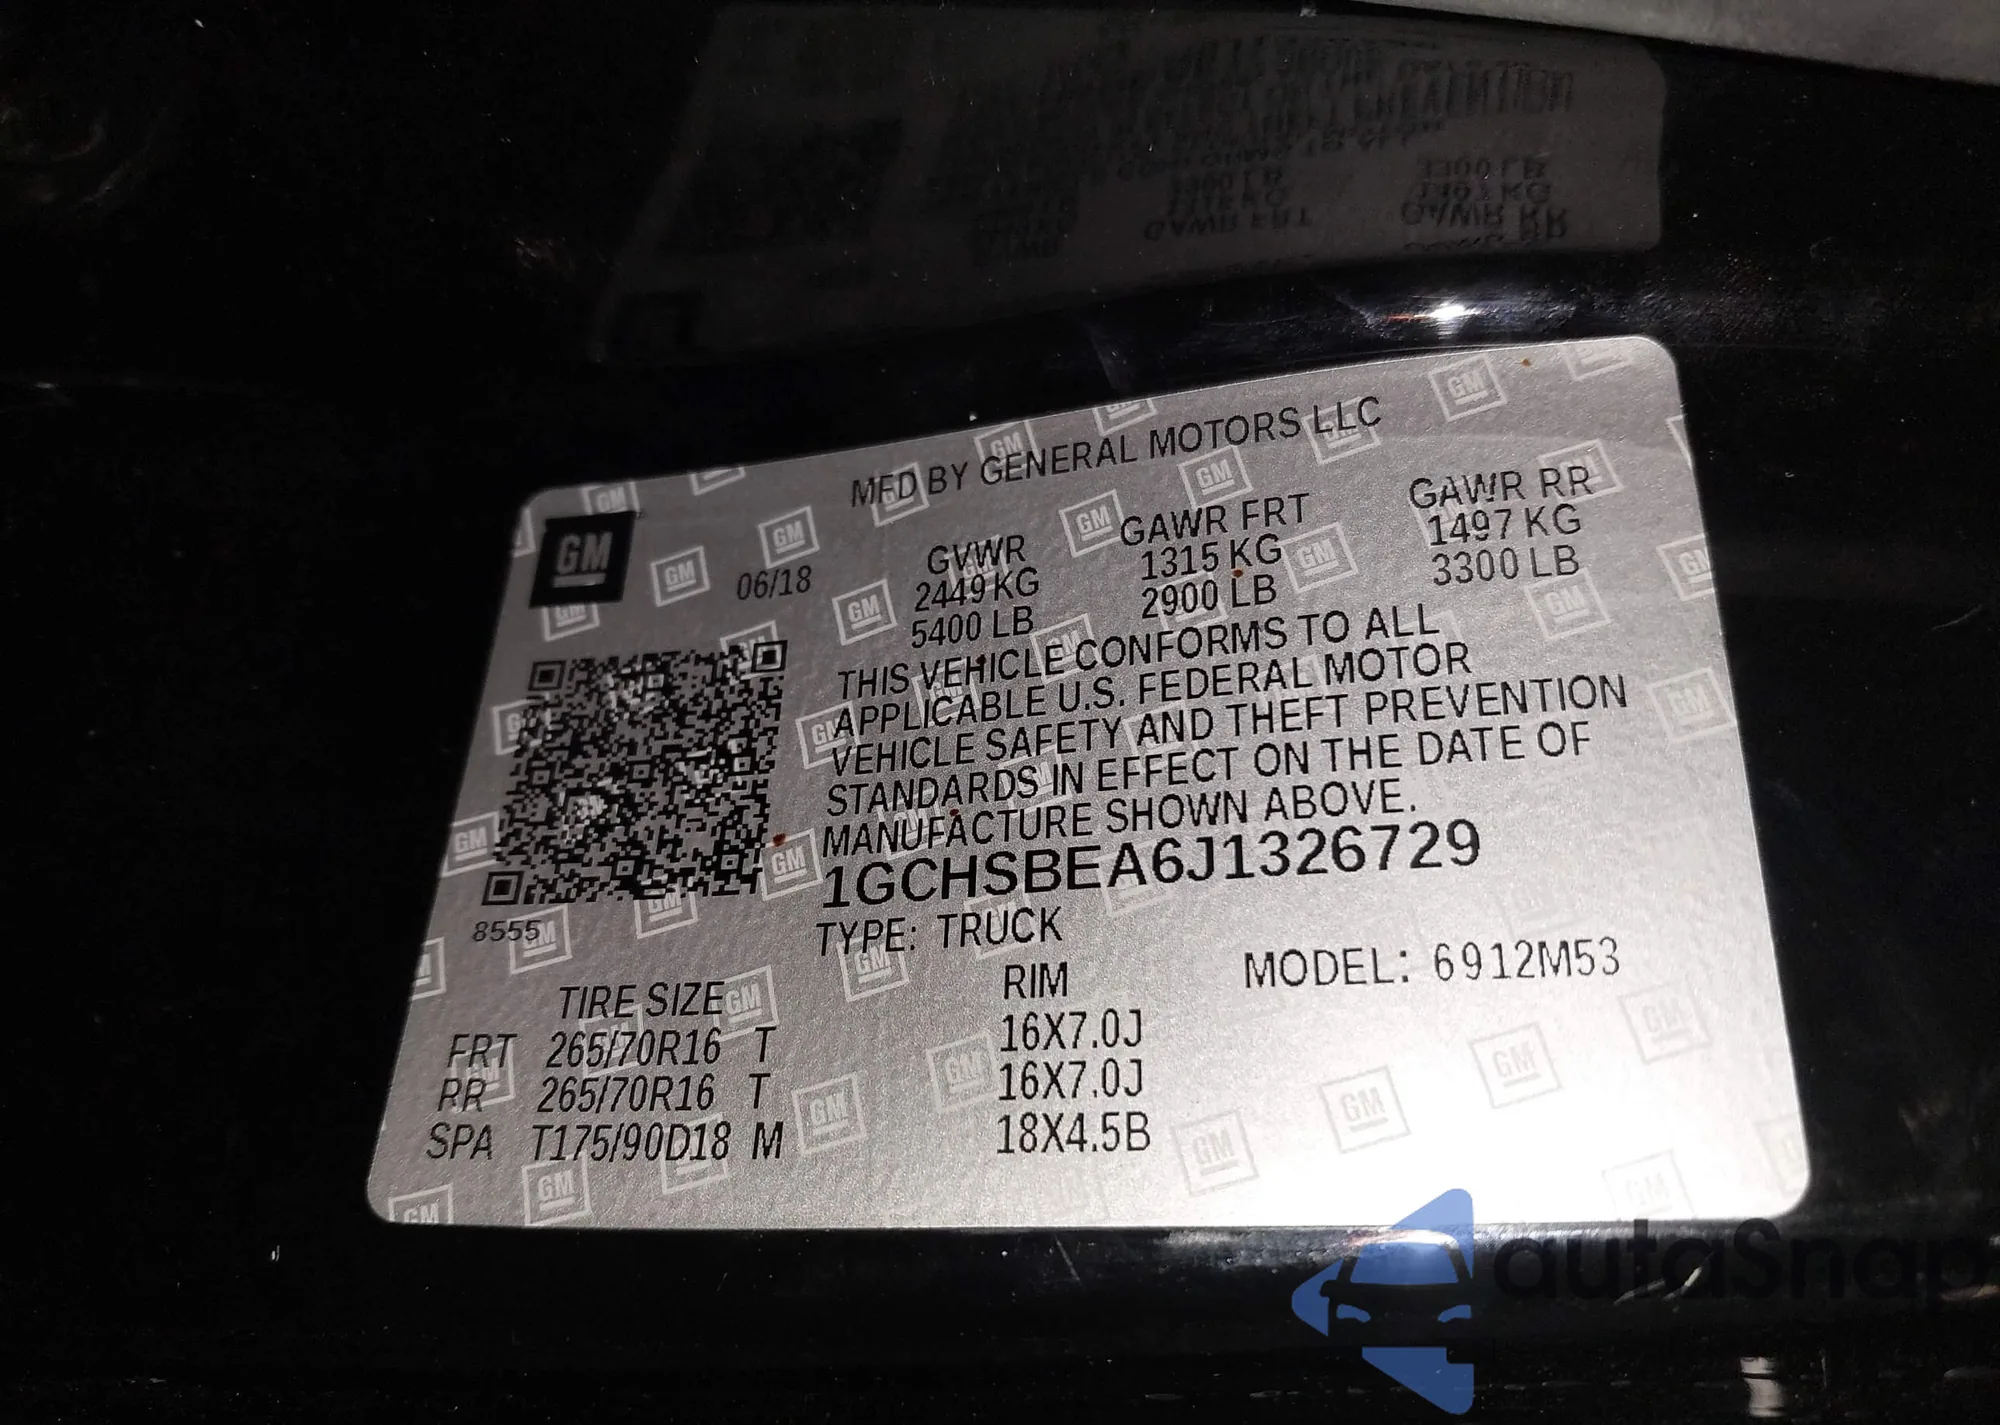 MFD BY GENERAL MOTORS LLC
GM
06/18
GVWR GAWR FRT GAWR RR
2449 KG 1315 KG 1497 KG
5400 LB 2900 LB 3300 LB
THIS VEHICLE CONFORMS TO ALL
APPLICABLE U.S. FEDERAL MOTOR
VEHICLE SAFETY AND THEFT PREVENTION
STANDARDS IN EFFECT ON THE DATE OF
MANUFACTURE SHOWN ABOVE.
1GCHSBEA6J1326729
8555
TYPE: TRUCK
MODEL: 6912M53
TIRE SIZE RIM
FRT 265/70R16 T 16X7.0J
RR 265/70R16 T 16X7.0J
SPA T175/90D18 M 18X4.5B
autaSnap